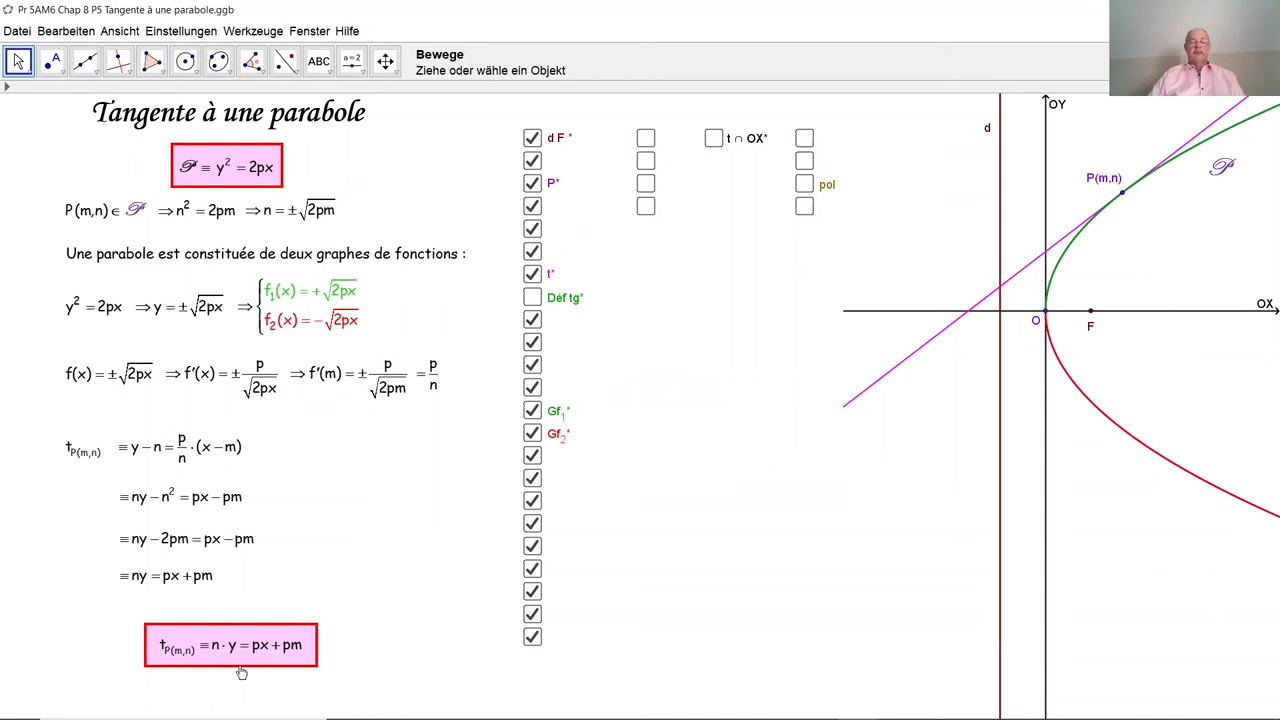 Pr 5AM6 Chap 8 P5 Tangente à une parabole.ggb
Datei Bearbeiten Ansicht Einstellungen Werkzeuge Fenster Hilfe
A
ABC
a=2
Bewege
Ziehe oder wähle ein Objekt
Tangente à une parabole
𝒫 ≡ y² = 2px
P(m,n) ∈ 𝒫 ⇒ n² = 2pm ⇒ n = ±√2pm
Une parabole est constituée de deux graphes de fonctions :
y² = 2px ⇒ y = ±√2px ⇒ { f₁(x) = +√2px
f₂(x) = −√2px
f(x) = ±√2px ⇒ f'(x) = ± p/√2px ⇒ f'(m) = ± p/√2pm = p/n
t_P(m,n) ≡ y − n = p/n · (x − m)
≡ ny − n² = px − pm
≡ ny − 2pm = px − pm
≡ ny = px + pm
t_P(m,n) ≡ n · y = px + pm
d F *
P*
t*
Déf tg*
Gf₁*
Gf₂*
t ∩ OX*
pol
d
OY
P(m,n)
𝒫
OX
O
F